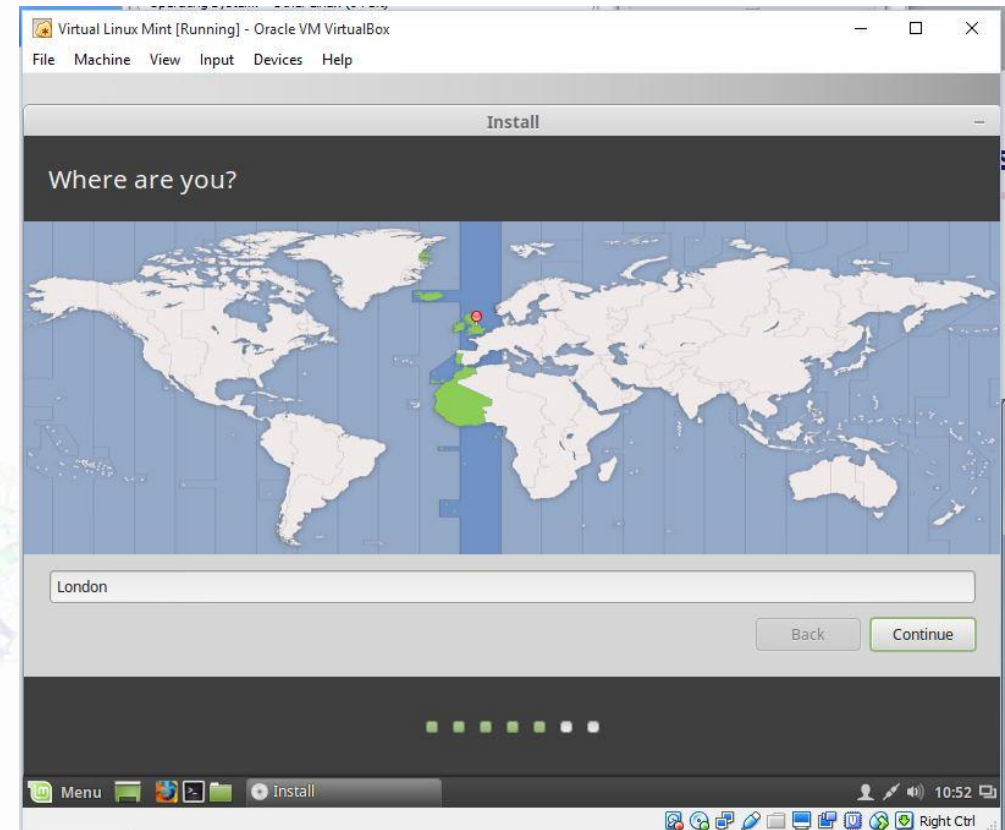 Virtual Linux Mint [Running] - Oracle VM VirtualBox
File Machine View Input Devices Help
Install
Where are you?
London
Back Continue
Menu Install 10:52
Right Ctrl